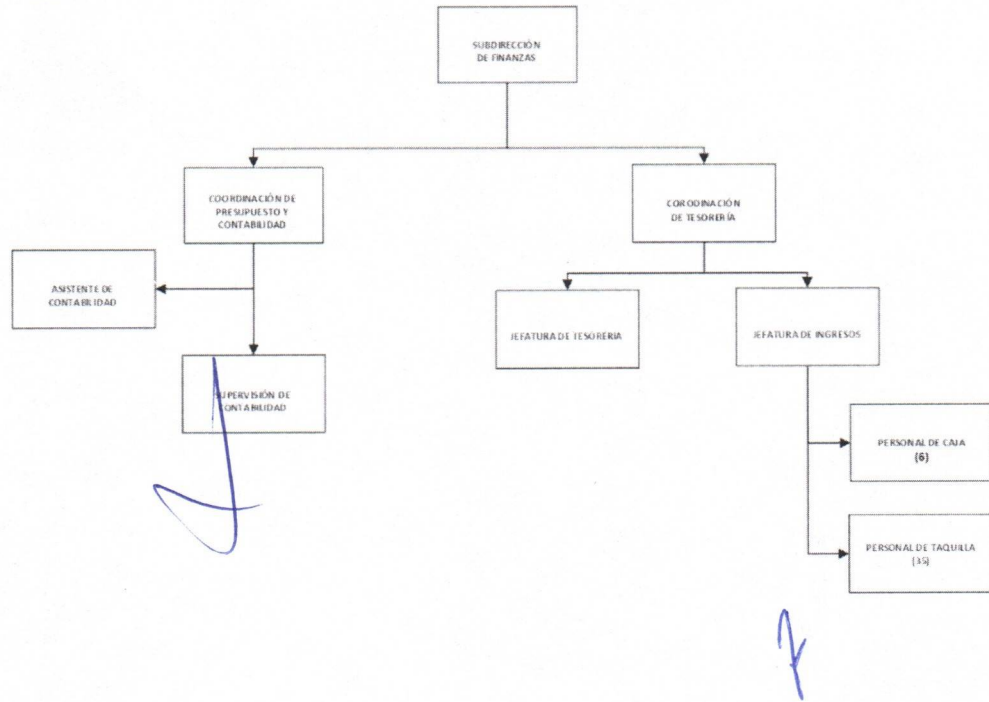 SUBDIRECCIÓN
DE FINANZAS
COORDINACIÓN DE
PRESUPUESTO Y
CONTABILIDAD
CORODINACIÓN
DE TESORERÍA
ASISTENTE DE
CONTABILIDAD
JEFATURA DE TESORERIA
JEFATURA DE INGRESOS
SUPERVISIÓN DE
CONTABILIDAD
PERSONAL DE CAJA
(6)
PERSONAL DE TAQUILLA
(35)